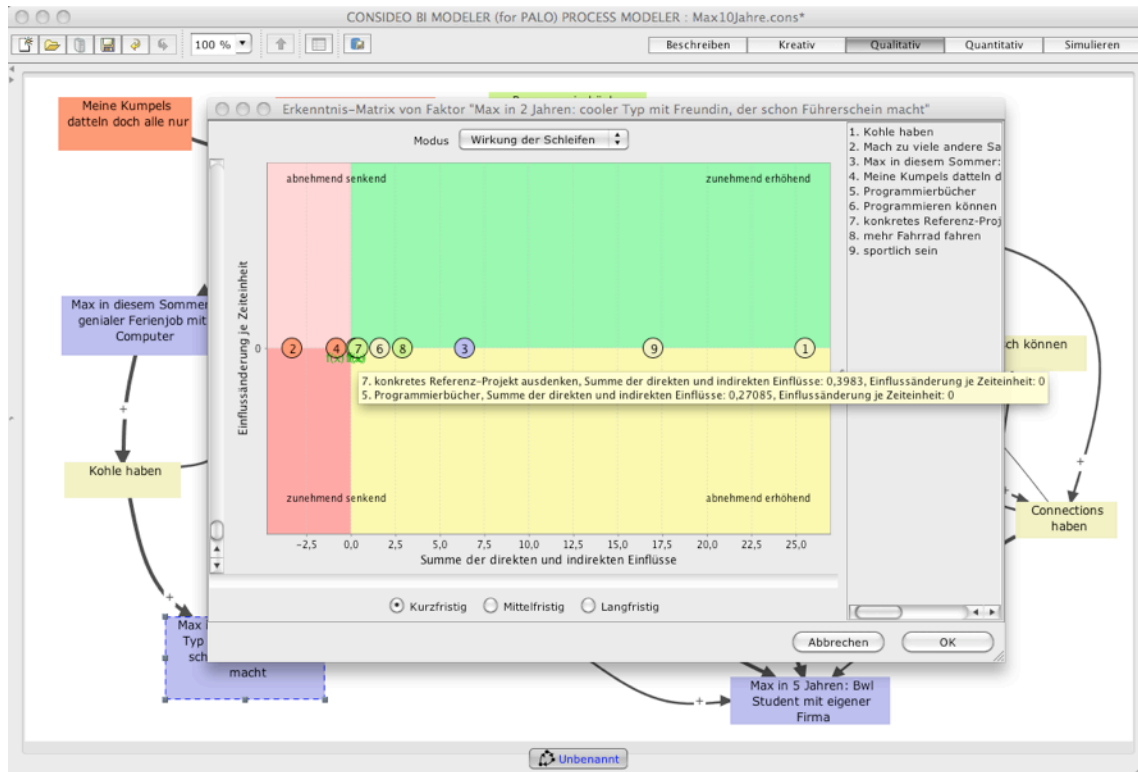 CONSIDEO BI MODELER (for PALO) PROCESS MODELER : Max10Jahre.cons*
100 %
Beschreiben
Kreativ
Qualitativ
Quantitativ
Simulieren
Meine Kumpels
datteln doch alle nur
Erkenntnis-Matrix von Faktor "Max in 2 Jahren: cooler Typ mit Freundin, der schon Führerschein macht"
Modus
Wirkung der Schleifen
abnehmend senkend
zunehmend erhöhend
1. Kohle haben
2. Mach zu viele andere Sa
3. Max in diesem Sommer:
4. Meine Kumpels datteln d
5. Programmierbücher
6. Programmieren können
7. konkretes Referenz-Proj
8. mehr Fahrrad fahren
9. sportlich sein
Einflussänderung je Zeiteinheit
0
2
4
7
6
8
3
9
1
7. konkretes Referenz-Projekt ausdenken, Summe der direkten und indirekten Einflüsse: 0,3983, Einflussänderung je Zeiteinheit: 0
5. Programmierbücher, Summe der direkten und indirekten Einflüsse: 0,27085, Einflussänderung je Zeiteinheit: 0
zunehmend senkend
abnehmend erhöhend
-2,5 0,0 2,5 5,0 7,5 10,0 12,5 15,0 17,5 20,0 22,5 25,0
Summe der direkten und indirekten Einflüsse
Kurzfristig
Mittelfristig
Langfristig
Abbrechen
OK
Max in diesem Sommer
genialer Ferienjob mit
Computer
+
Kohle haben
+
Max i
Typ
sch
macht
ch können
+
+
Connections
haben
+
Max in 5 Jahren: Bwl
Student mit eigener
Firma
Unbenannt